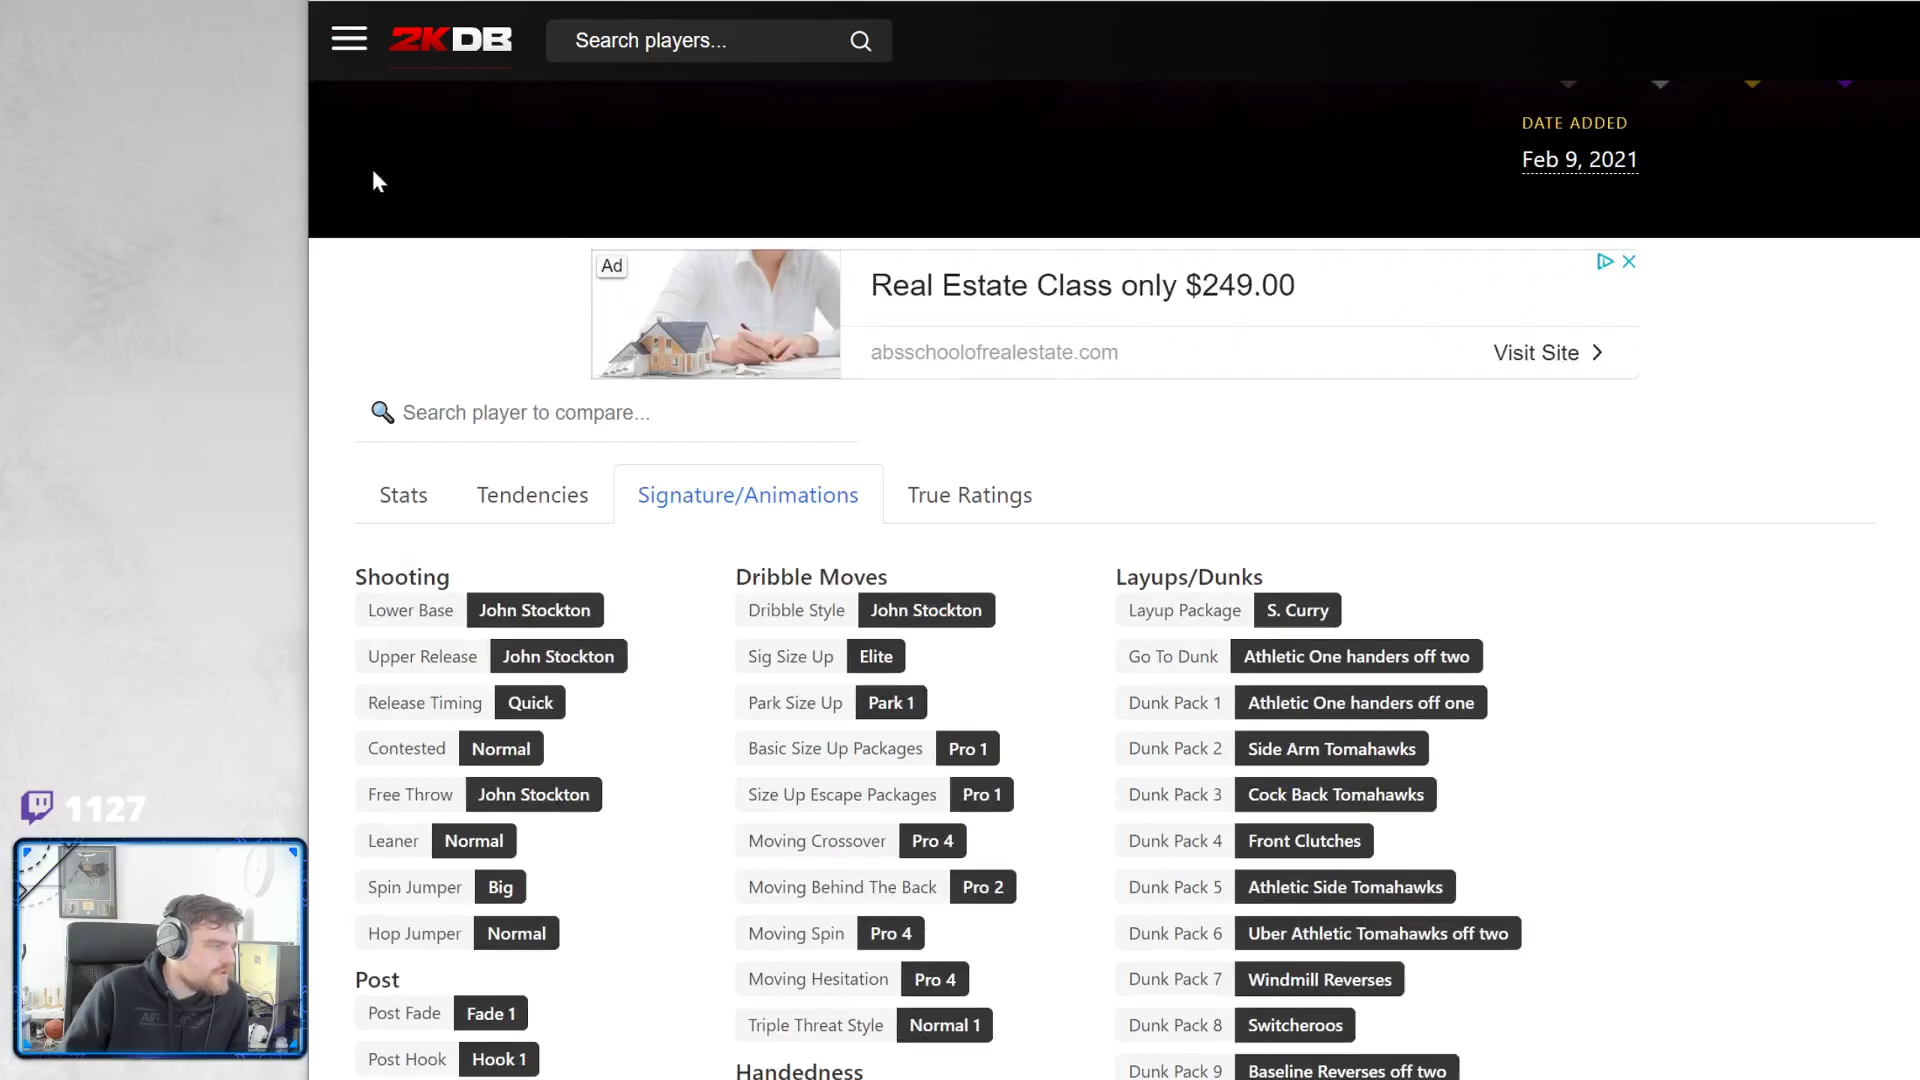 2KDB
Search players...
DATE ADDED
Feb 9, 2021
Ad
Real Estate Class only $249.00
absschoolofrealestate.com
Visit Site
Search player to compare...
Stats
Tendencies
Signature/Animations
True Ratings
Shooting
Lower Base John Stockton
Upper Release John Stockton
Release Timing Quick
Contested Normal
Free Throw John Stockton
Leaner Normal
Spin Jumper Big
Hop Jumper Normal
Post
Post Fade Fade 1
Post Hook Hook 1
Dribble Moves
Dribble Style John Stockton
Sig Size Up Elite
Park Size Up Park 1
Basic Size Up Packages Pro 1
Size Up Escape Packages Pro 1
Moving Crossover Pro 4
Moving Behind The Back Pro 2
Moving Spin Pro 4
Moving Hesitation Pro 4
Triple Threat Style Normal 1
Handedness
Layups/Dunks
Layup Package S. Curry
Go To Dunk Athletic One handers off two
Dunk Pack 1 Athletic One handers off one
Dunk Pack 2 Side Arm Tomahawks
Dunk Pack 3 Cock Back Tomahawks
Dunk Pack 4 Front Clutches
Dunk Pack 5 Athletic Side Tomahawks
Dunk Pack 6 Uber Athletic Tomahawks off two
Dunk Pack 7 Windmill Reverses
Dunk Pack 8 Switcheroos
Dunk Pack 9 Baseline Reverses off two
1127